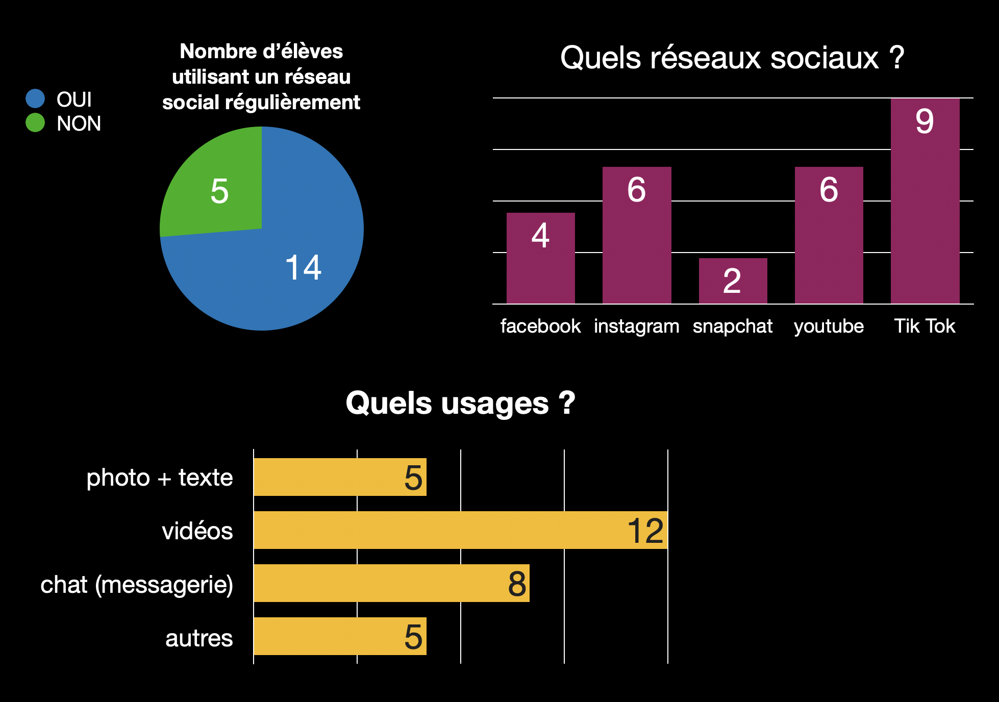 Nombre d’élèves
utilisant un réseau
social régulièrement
OUI
NON
5
14
Quels réseaux sociaux ?
9
6
6
4
2
facebook instagram snapchat youtube Tik Tok
Quels usages ?
photo + texte 5
vidéos 12
chat (messagerie) 8
autres 5